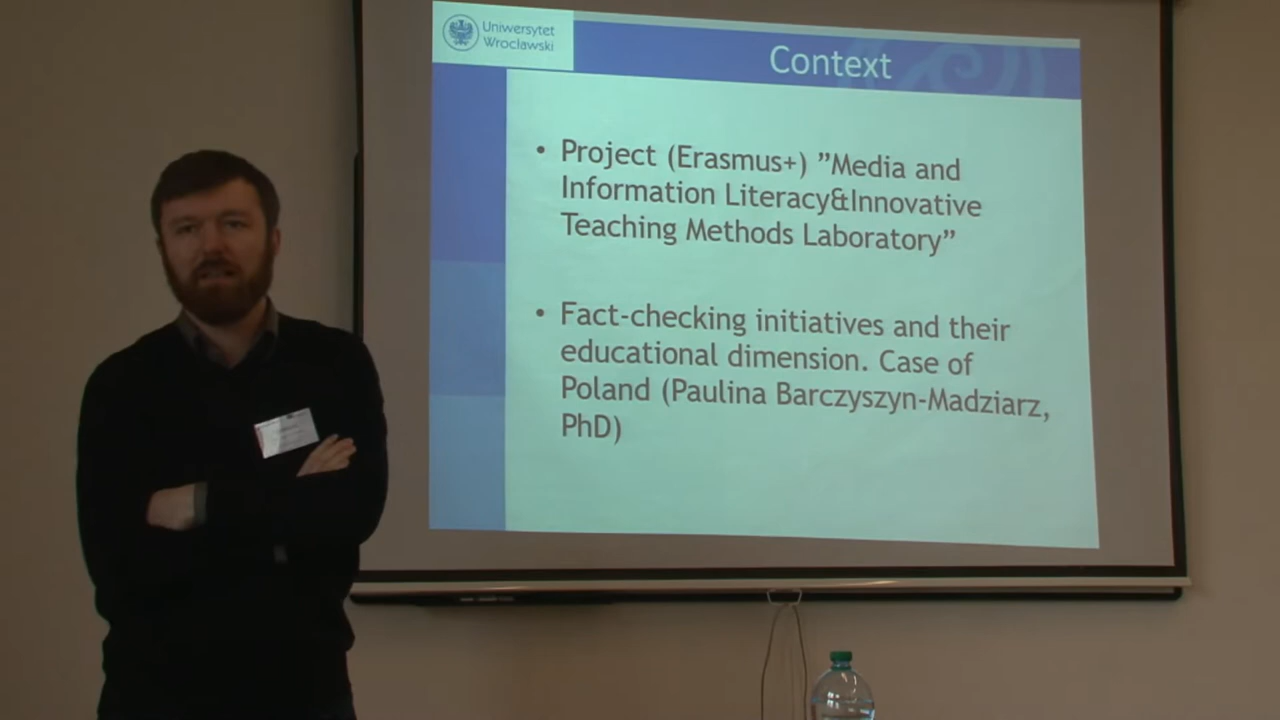 Uniwersytet
Wrocławski
Context
• Project (Erasmus+) ”Media and
Information Literacy&Innovative
Teaching Methods Laboratory”
• Fact-checking initiatives and their
educational dimension. Case of
Poland (Paulina Barczyszyn-Madziarz,
PhD)